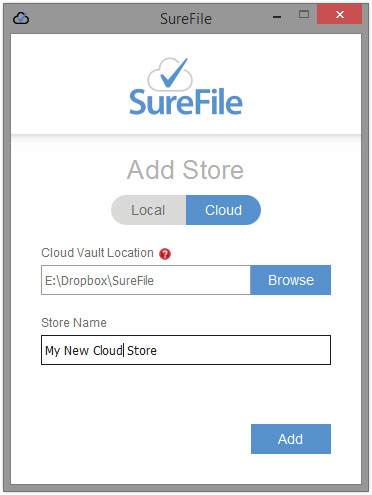 SureFile
SureFile
Add Store
Local Cloud
Cloud Vault Location ?
E:\Dropbox\SureFile Browse
Store Name
My New Cloud Store
Add